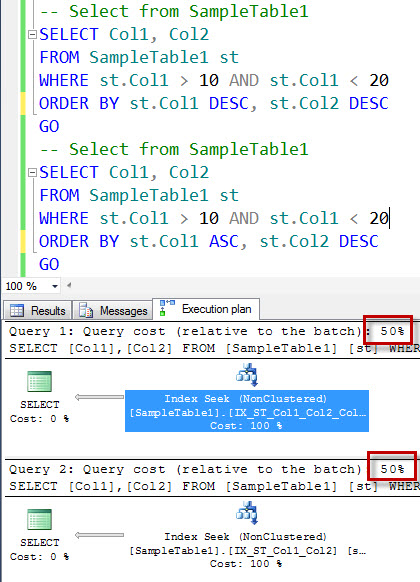 -- Select from SampleTable1
SELECT Col1, Col2
FROM SampleTable1 st
WHERE st.Col1 > 10 AND st.Col1 < 20
ORDER BY st.Col1 DESC, st.Col2 DESC
GO
-- Select from SampleTable1
SELECT Col1, Col2
FROM SampleTable1 st
WHERE st.Col1 > 10 AND st.Col1 < 20
ORDER BY st.Col1 ASC, st.Col2 DESC
GO
100 %
Results Messages Execution plan
Query 1: Query cost (relative to the batch): 50%
SELECT [Col1],[Col2] FROM [SampleTable1] [st] WHER
SELECT
Cost: 0 %
Index Seek (NonClustered)
[SampleTable1].[IX_ST_Col1_Col2_Col…
Cost: 100 %
Query 2: Query cost (relative to the batch) 50%
SELECT [Col1],[Col2] FROM [SampleTable1] [st] WHER
SELECT
Cost: 0 %
Index Seek (NonClustered)
[SampleTable1].[IX_ST_Col1_Col2] [s…
Cost: 100 %